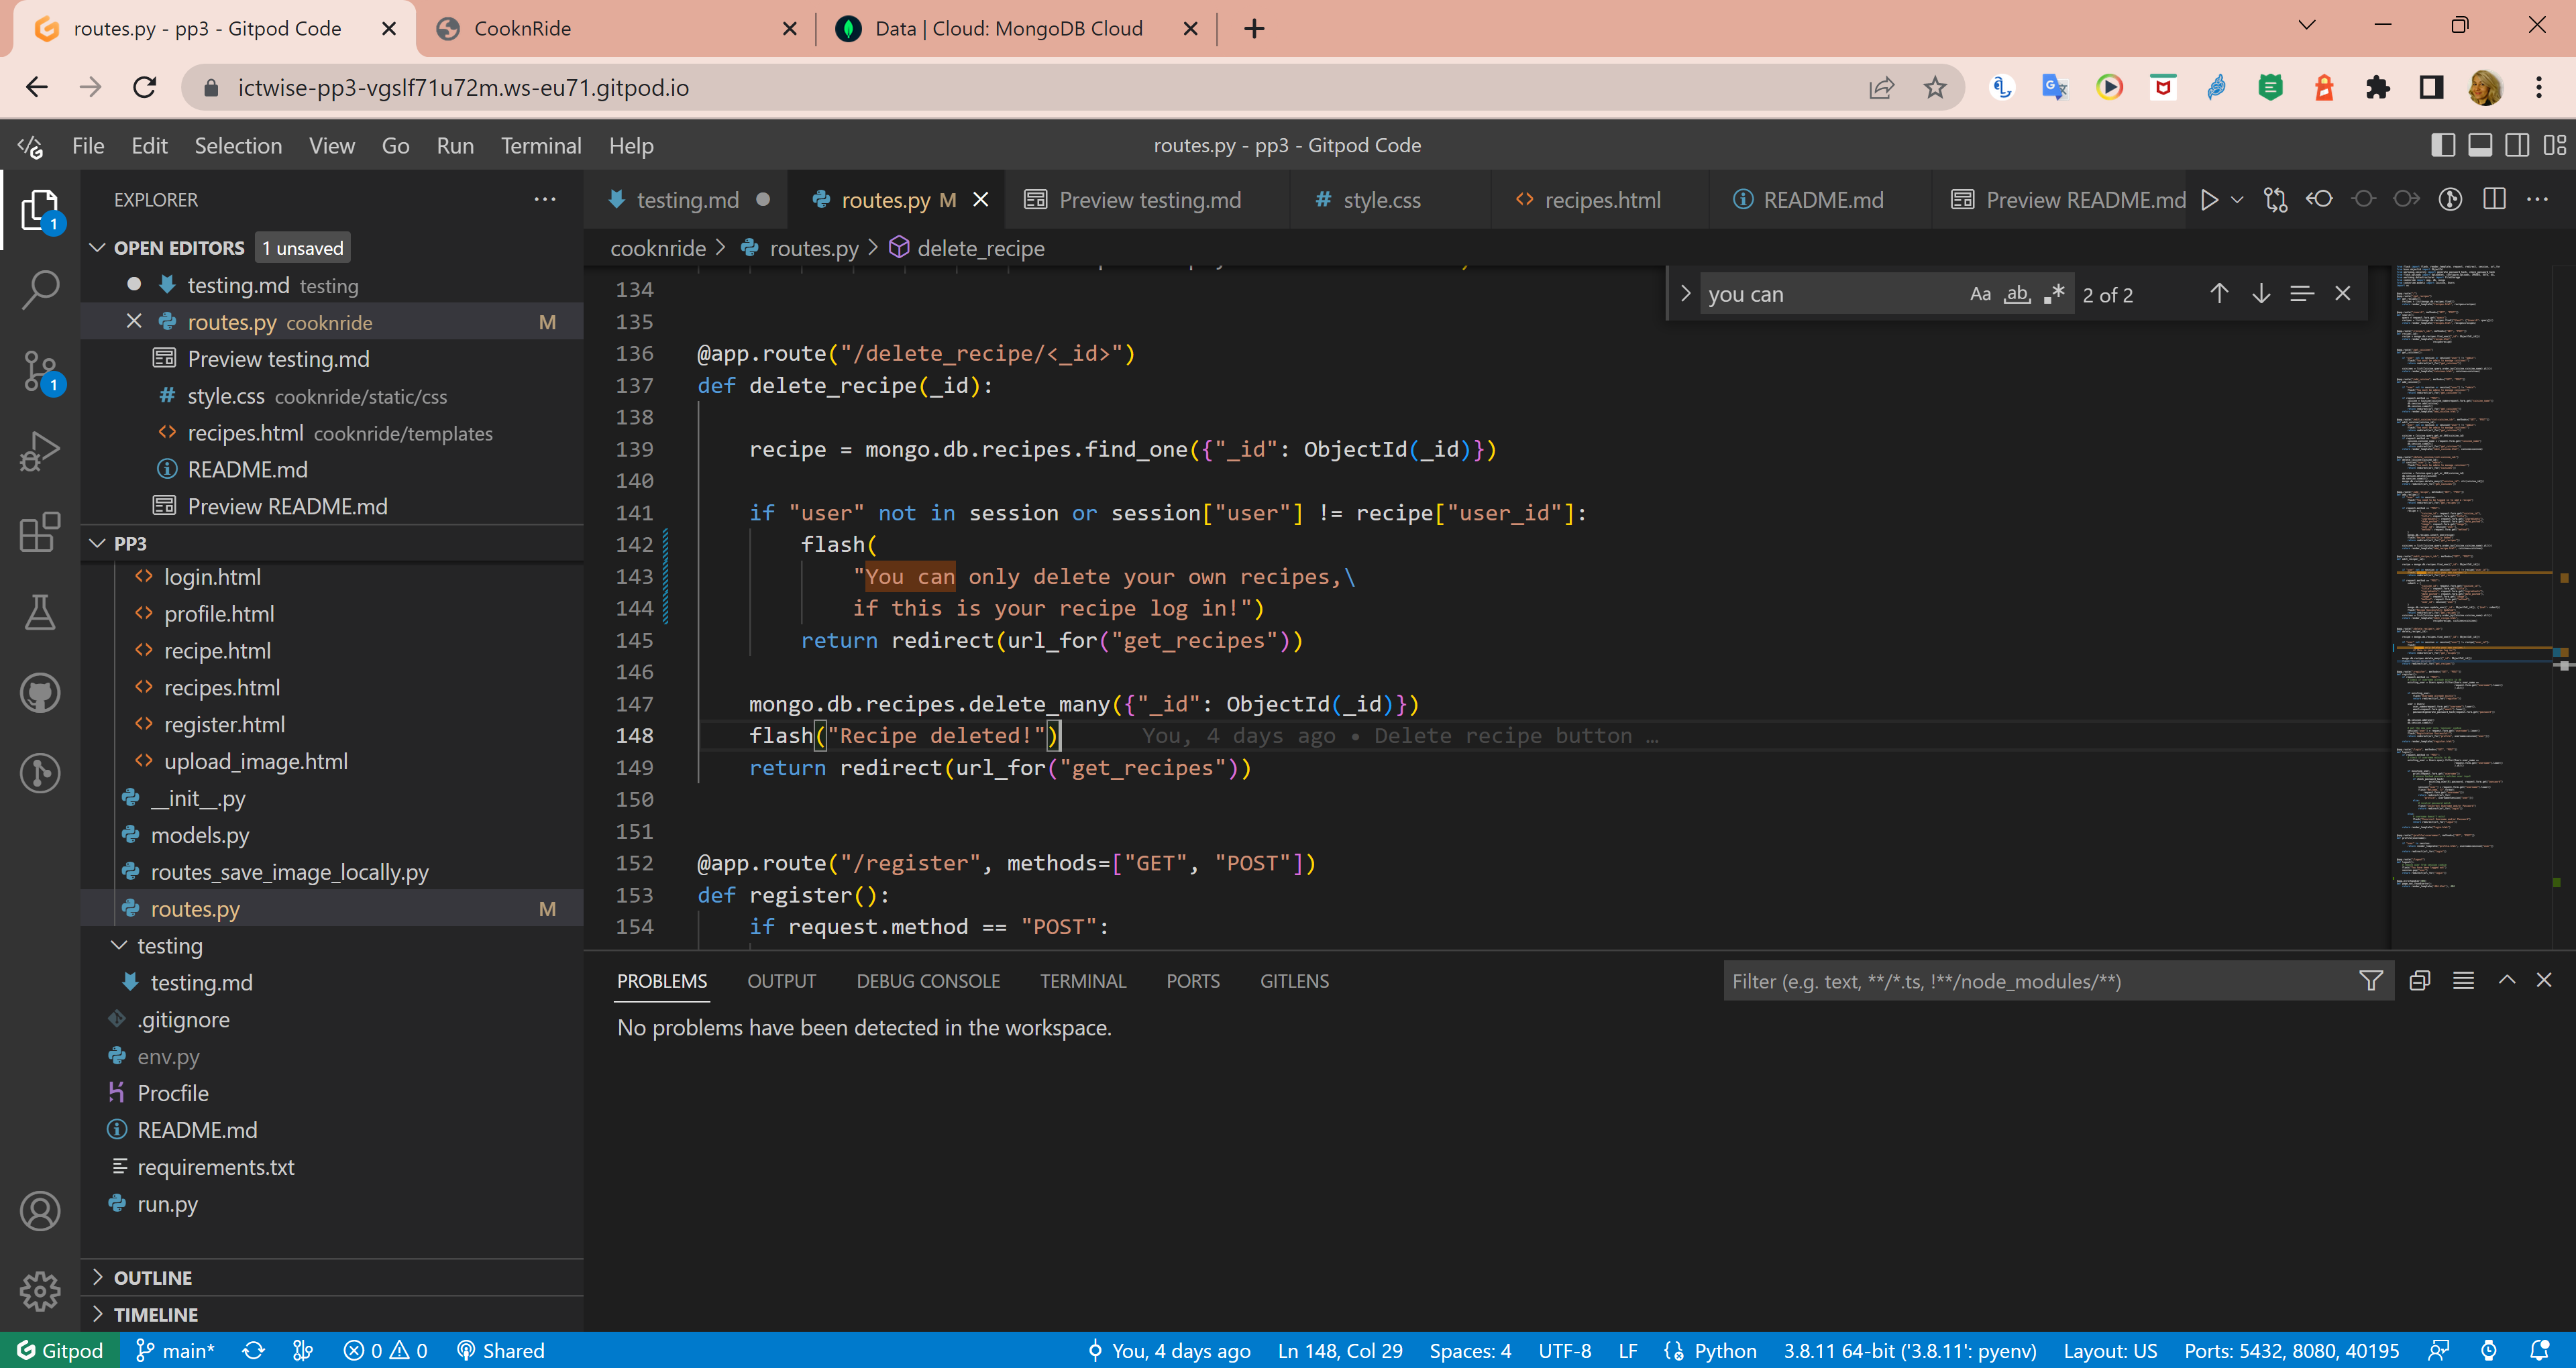 routes.py - pp3 - Gitpod Code
CooknRide
Data | Cloud: MongoDB Cloud
ictwise-pp3-vgslf71u72m.ws-eu71.gitpod.io
File Edit Selection View Go Run Terminal Help
routes.py - pp3 - Gitpod Code
EXPLORER
OPEN EDITORS 1 unsaved
testing.md testing
routes.py cooknride M
Preview testing.md
style.css cooknride/static/css
recipes.html cooknride/templates
README.md
Preview README.md
PP3
login.html
profile.html
recipe.html
recipes.html
register.html
upload_image.html
__init__.py
models.py
routes_save_image_locally.py
routes.py M
testing
testing.md
.gitignore
env.py
Procfile
README.md
requirements.txt
run.py
OUTLINE
TIMELINE
testing.md routes.py M Preview testing.md style.css recipes.html README.md Preview README.md
cooknride > routes.py > delete_recipe
you can Aa ab 2 of 2
134
135
136 @app.route("/delete_recipe/<_id>")
137 def delete_recipe(_id):
138
139 recipe = mongo.db.recipes.find_one({"_id": ObjectId(_id)})
140
141 if "user" not in session or session["user"] != recipe["user_id"]:
142 flash(
143 "You can only delete your own recipes,\
144 if this is your recipe log in!")
145 return redirect(url_for("get_recipes"))
146
147 mongo.db.recipes.delete_many({"_id": ObjectId(_id)})
148 flash("Recipe deleted!") You, 4 days ago • Delete recipe button …
149 return redirect(url_for("get_recipes"))
150
151
152 @app.route("/register", methods=["GET", "POST"])
153 def register():
154 if request.method == "POST":
PROBLEMS OUTPUT DEBUG CONSOLE TERMINAL PORTS GITLENS
Filter (e.g. text, **/*.ts, !**/node_modules/**)
No problems have been detected in the workspace.
Gitpod main* 0 0 Shared You, 4 days ago Ln 148, Col 29 Spaces: 4 UTF-8 LF Python 3.8.11 64-bit ('3.8.11': pyenv) Layout: US Ports: 5432, 8080, 40195